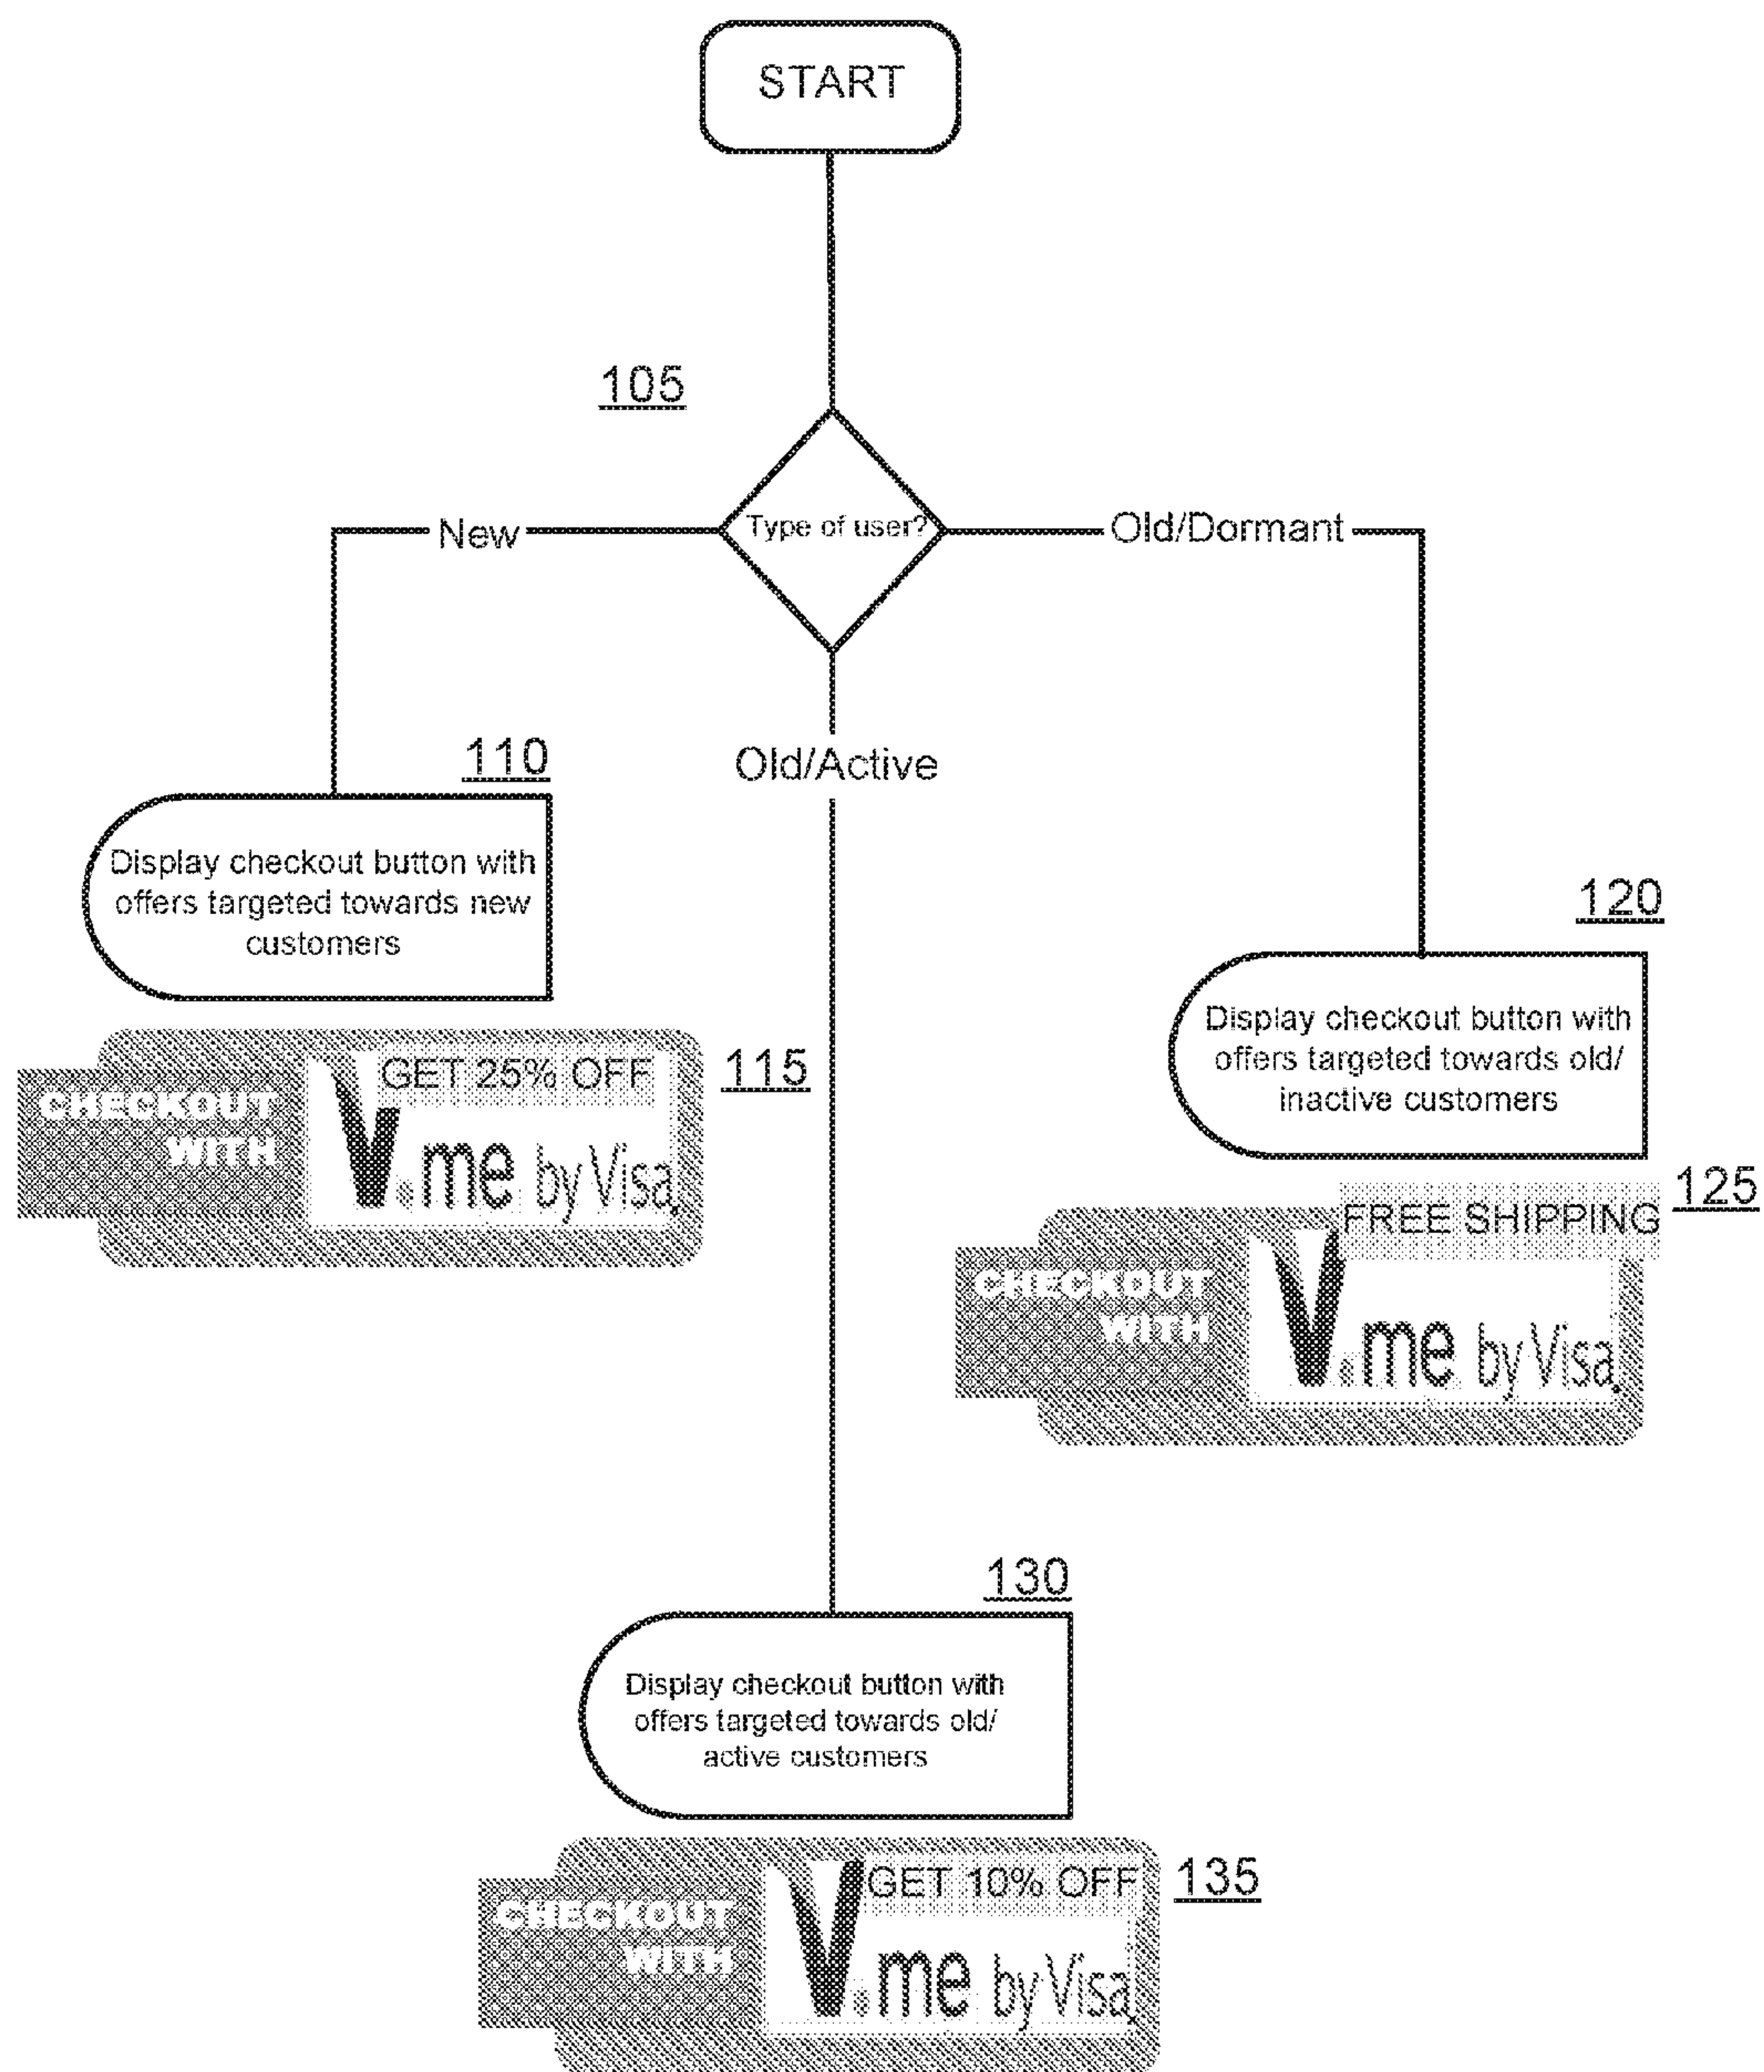 START
105
Type of user?
New
Old/Dormant
Old/Active
110
Display checkout button with
offers targeted towards new
customers
GET 25% OFF
115
CHECKOUT
WITH
V.me by Visa
120
Display checkout button with
offers targeted towards old/
inactive customers
125
FREE SHIPPING
CHECKOUT
WITH
V.me by Visa
130
Display checkout button with
offers targeted towards old/
active customers
GET 10% OFF
135
CHECKOUT
WITH
V.me by Visa